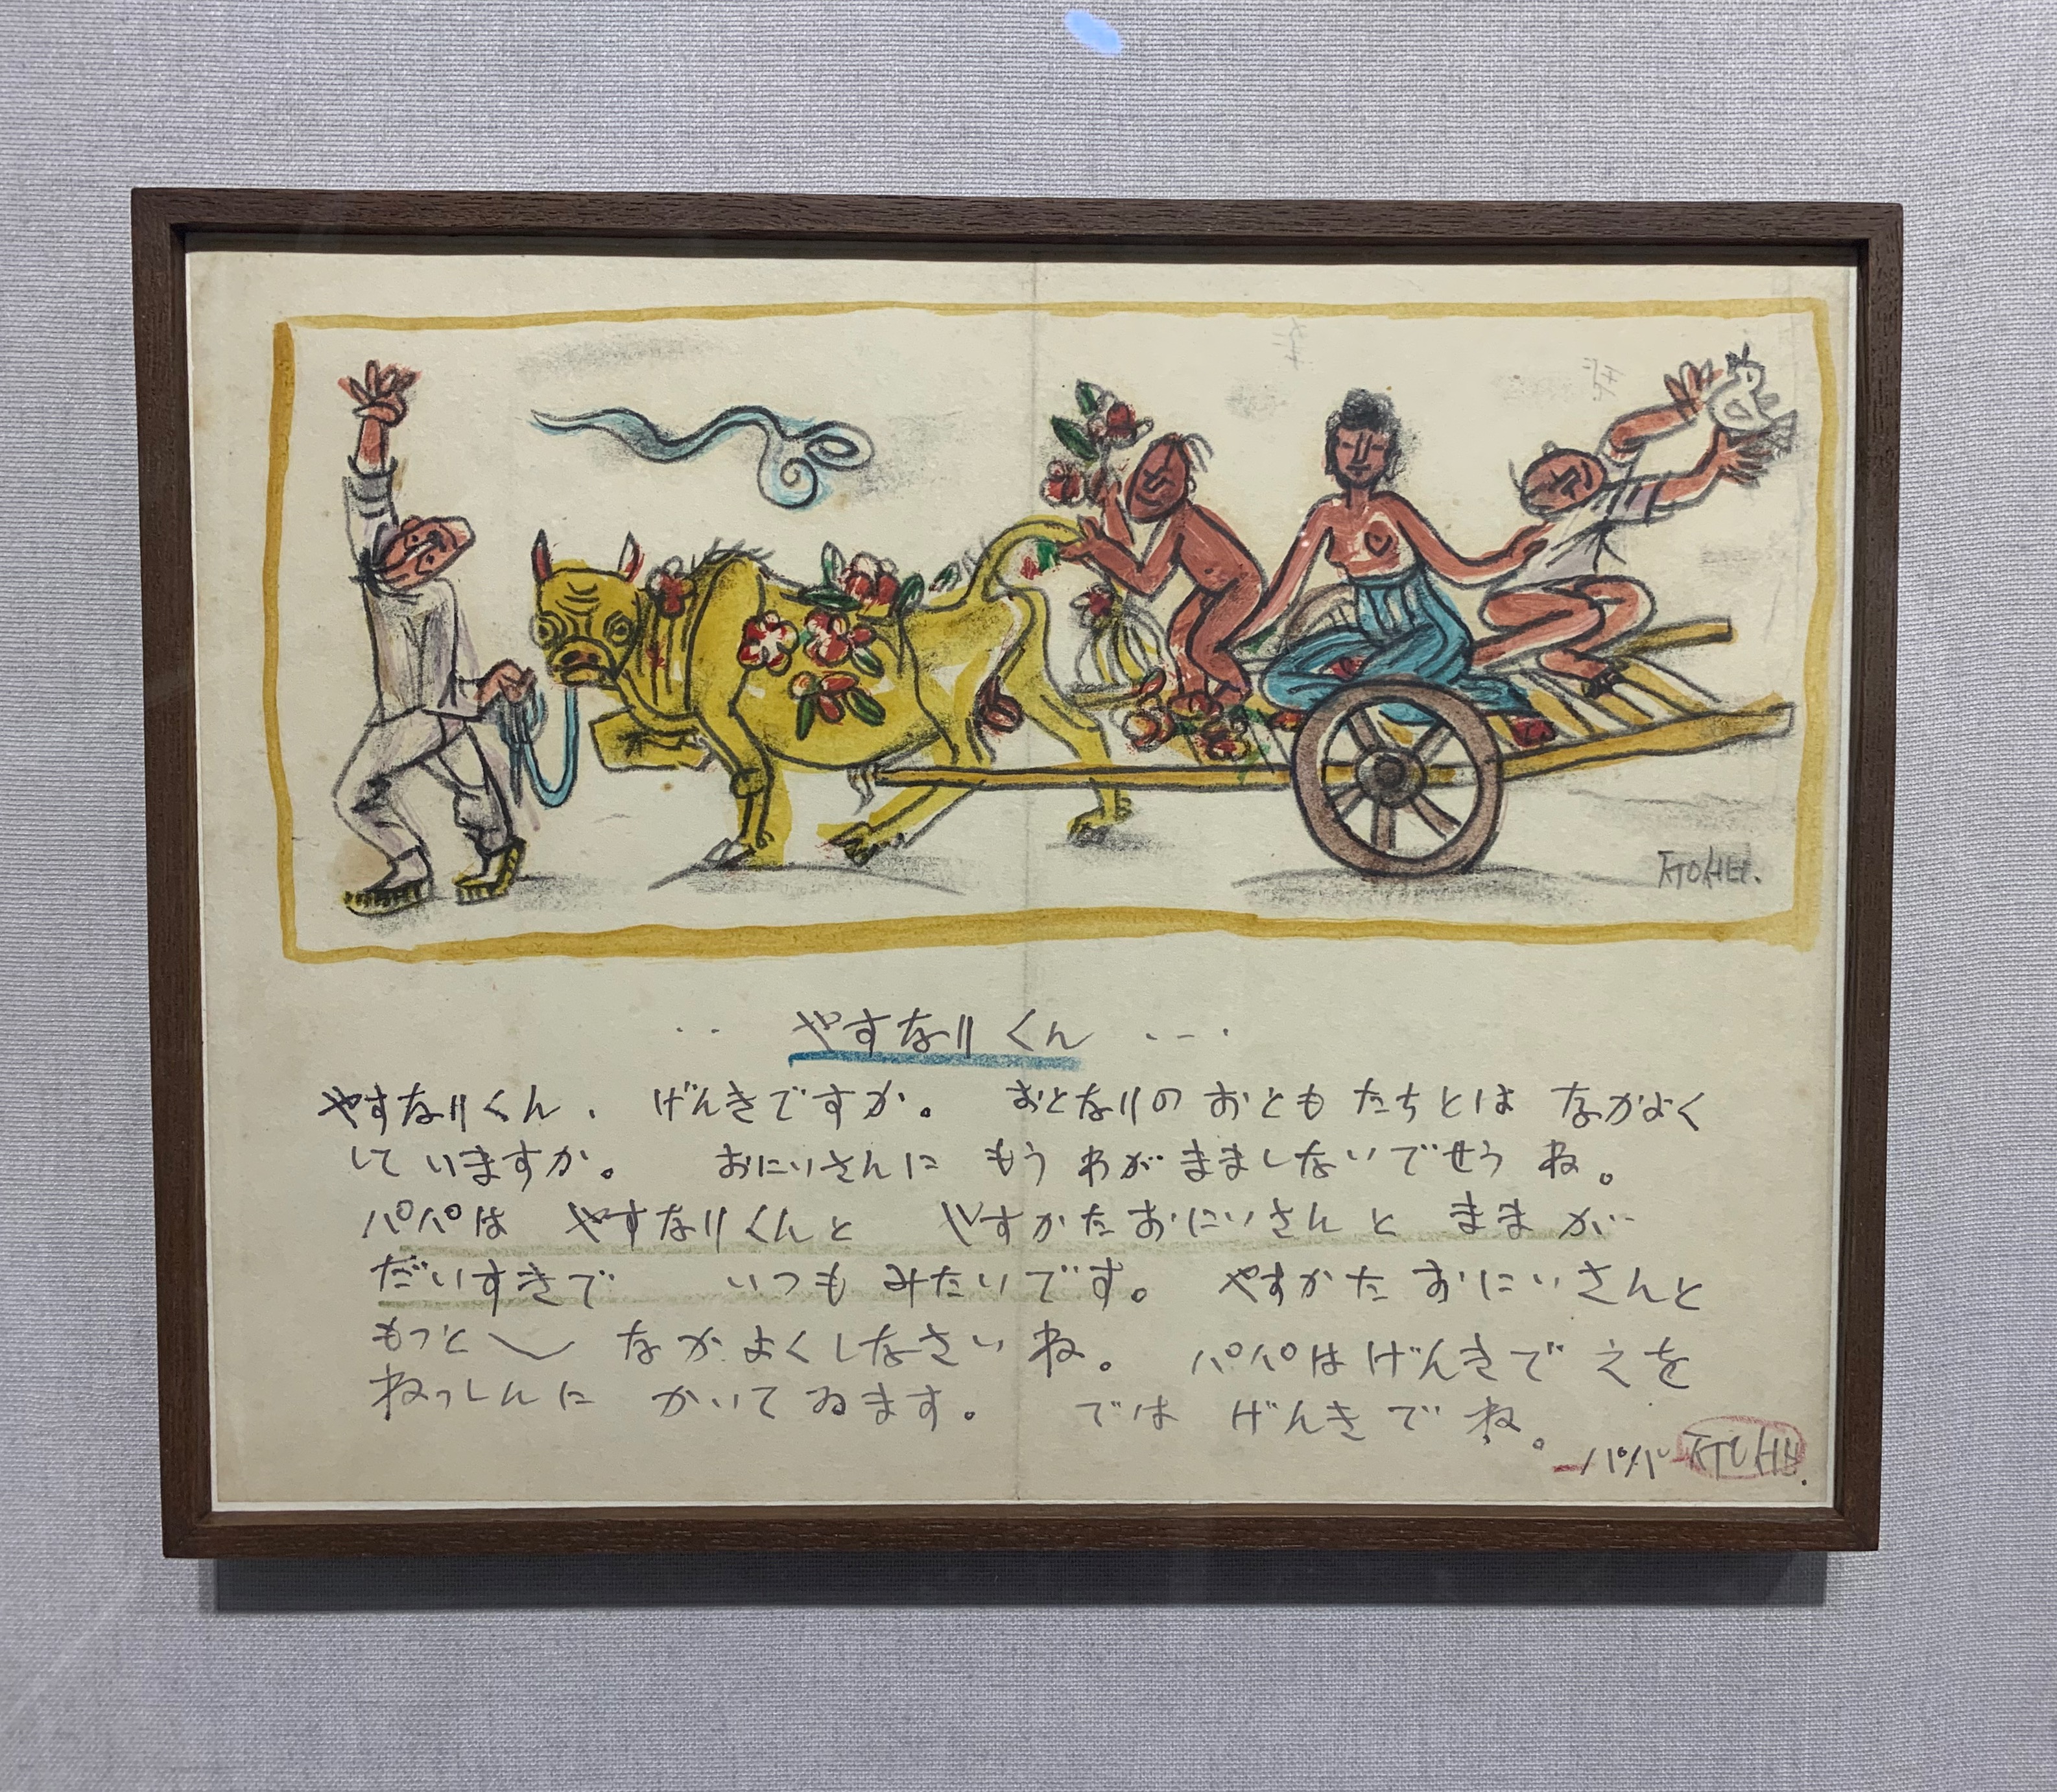 ㅈㅜㅇHEI.
‥ やすなりくん ‥‥
やすなりくん. げんきですか。 おとなりの おともたちとは なかよく
していますか。 おにいさんに もう わがまましないでせう ね。
パパは やすなりくんと やすかたおにいさんと ままが
だいすきで いつも みたいです。 やすかた おにいさんと
もっと〜 なかよくしなさいね。 パパはげんきで えを
ねっしんに かいてゐます。 では げんきでね。
パパ